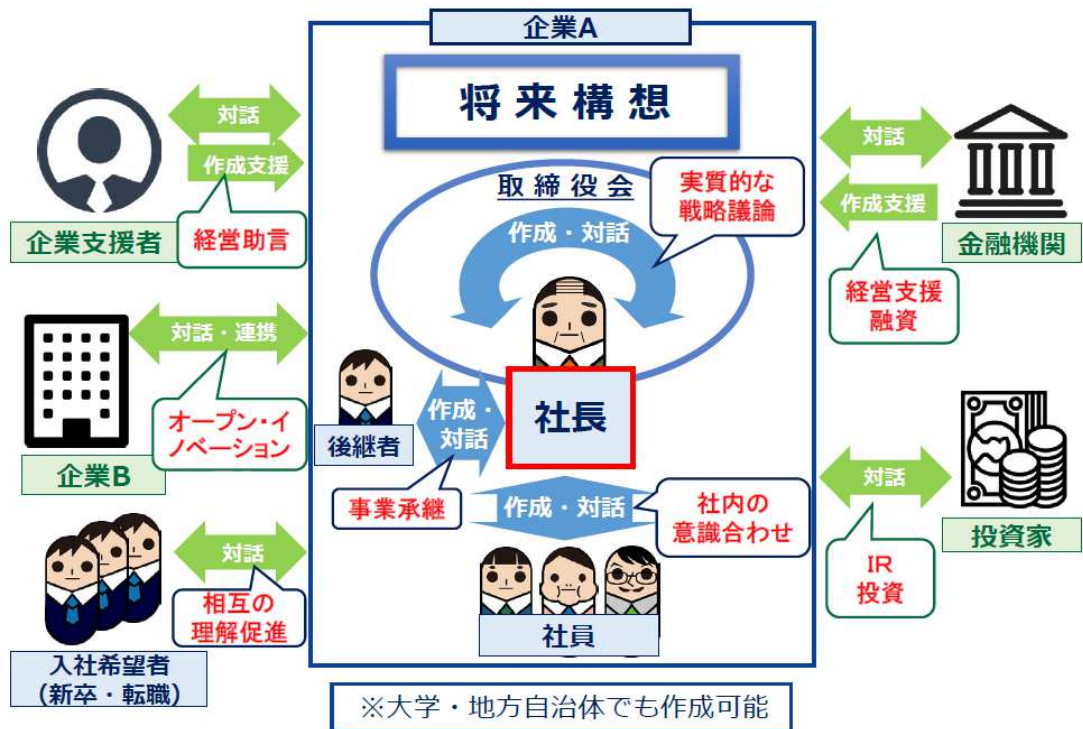 企業A
将来構想
対話
作成支援
経営助言
企業支援者
対話・連携
オープン・イ
ノベーション
企業B
対話
相互の
理解促進
入社希望者
（新卒・転職）
取締役会
作成・対話
実質的な
戦略議論
社長
後継者
作成・
対話
事業承継
作成・対話
社内の
意識合わせ
社員
対話
作成支援
金融機関
経営支援
融資
対話
投資家
IR
投資
※大学・地方自治体でも作成可能